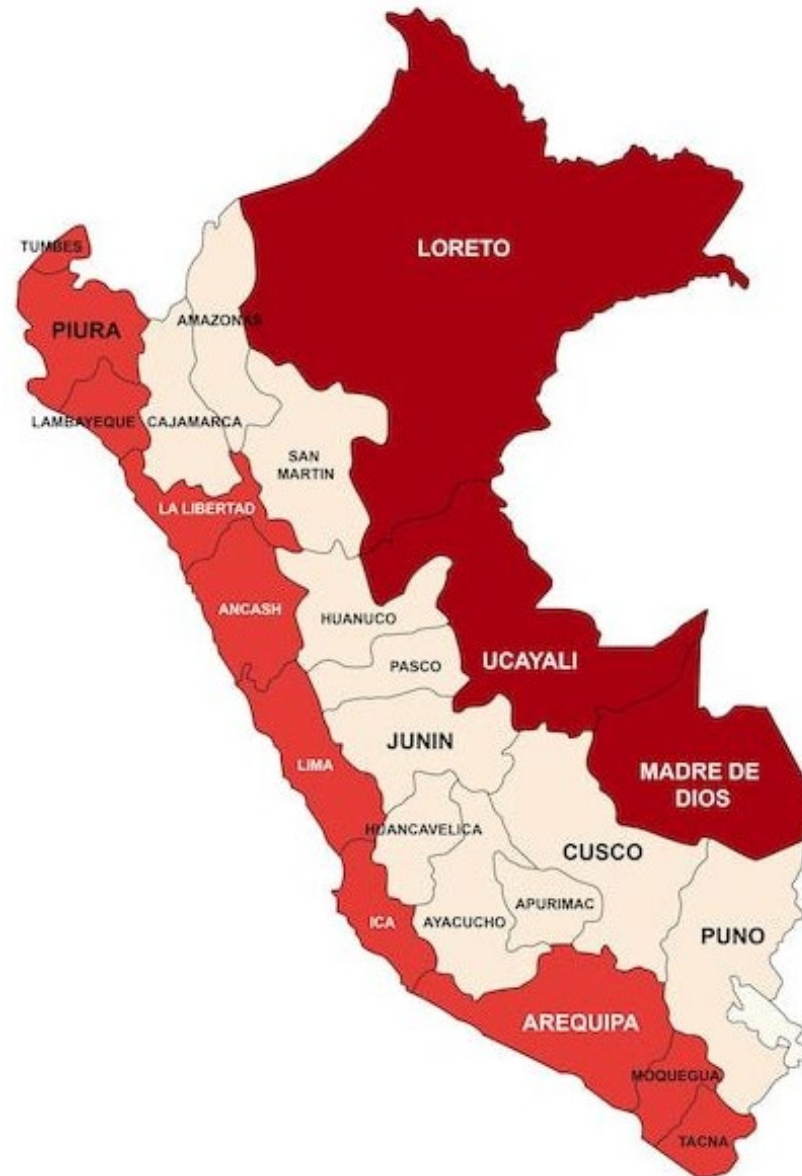 LORETO
TUMBES
AMAZONAS
PIURA
LAMBAYEQUE
CAJAMARCA
SAN
MARTIN
LA LIBERTAD
ANCASH
HUANUCO
PASCO
UCAYALI
JUNIN
LIMA
MADRE DE
DIOS
HUANCAVELICA
CUSCO
APURIMAC
ICA
AYACUCHO
PUNO
AREQUIPA
MOQUEGUA
TACNA